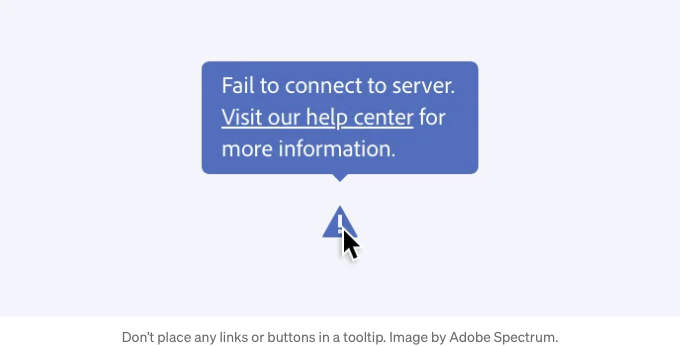 Fail to connect to server.
Visit our help center for
more information.
Don't place any links or buttons in a tooltip. Image by Adobe Spectrum.